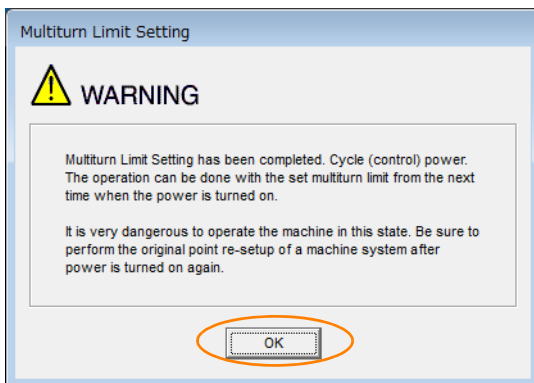 Multiturn Limit Setting
WARNING
Multiturn Limit Setting has been completed. Cycle (control) power.
The operation can be done with the set multiturn limit from the next
time when the power is turned on.
It is very dangerous to operate the machine in this state. Be sure to
perform the original point re-setup of a machine system after
power is turned on again.
OK